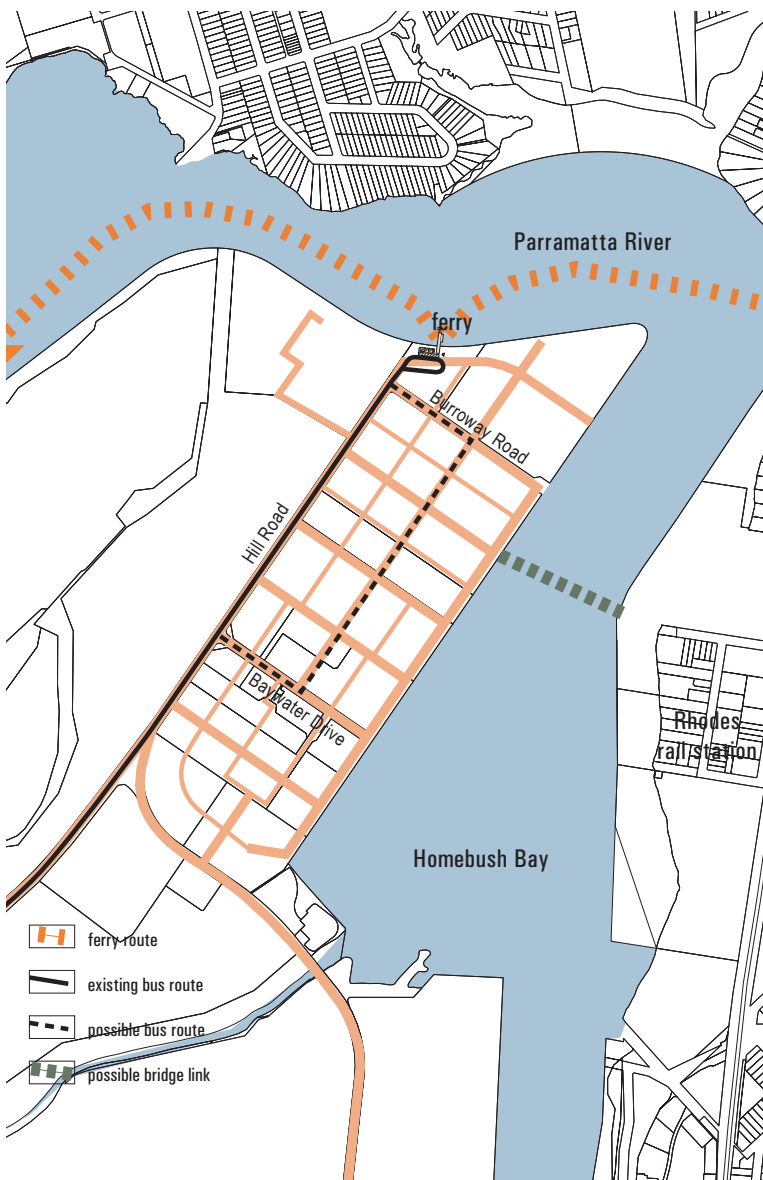 Parramatta River
ferry
Burroway Road
Hill Road
Baywater Drive
Rhodes
rail station
Homebush Bay
ferry route
existing bus route
possible bus route
possible bridge link